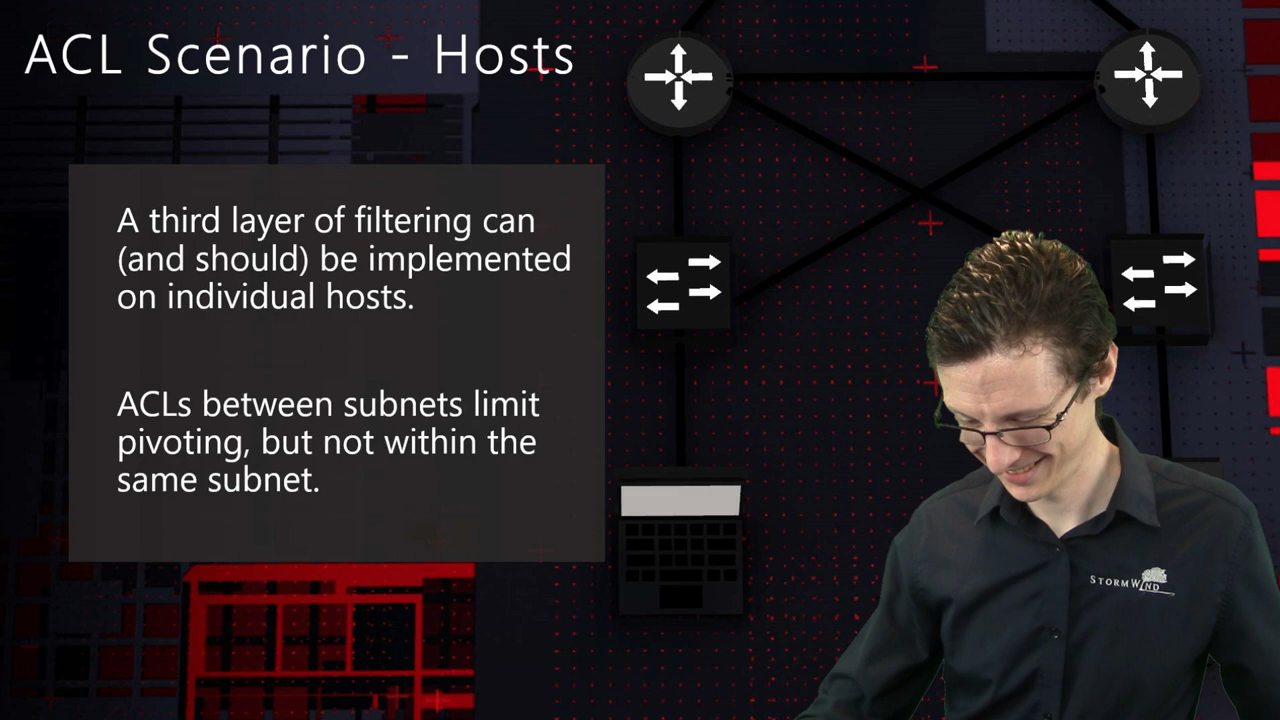 ACL Scenario - Hosts
A third layer of filtering can
(and should) be implemented
on individual hosts.
ACLs between subnets limit
pivoting, but not within the
same subnet.
STORMWIND